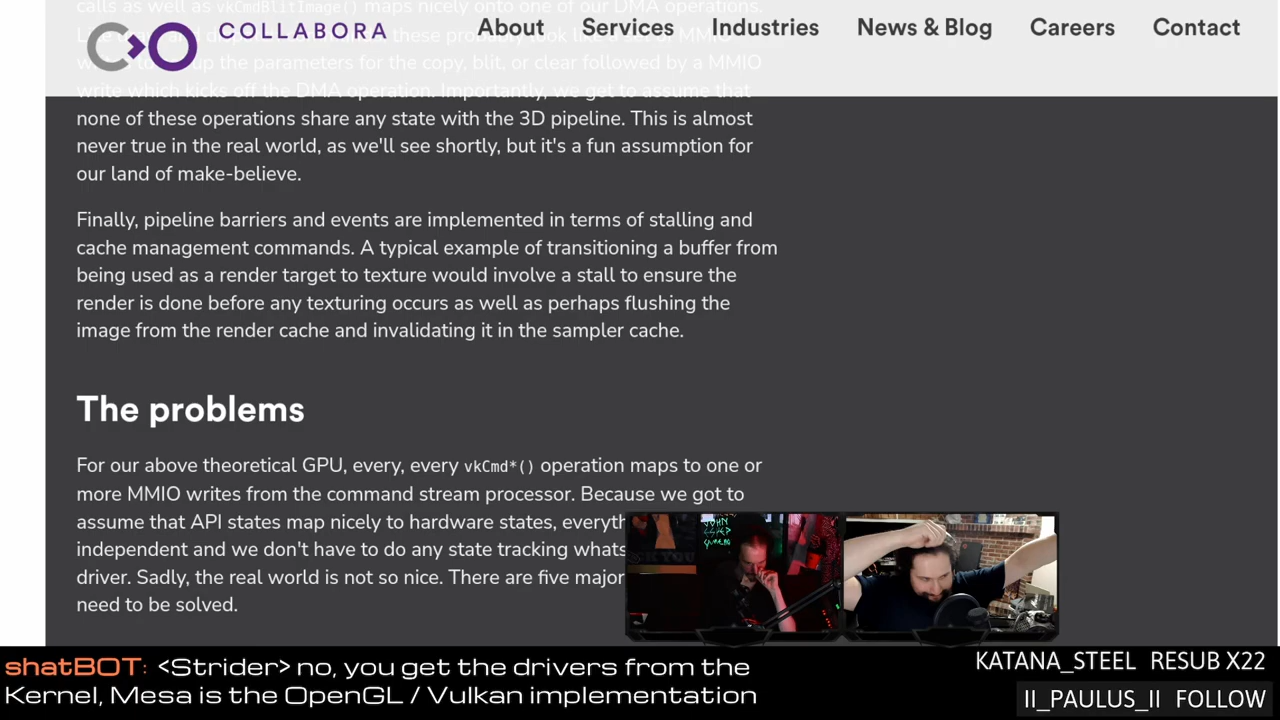 calls as well as vkCmdBlitImage() maps nicely onto one of our DMA operations.
COLLABORA
About
Services
Industries
News & Blog
Careers
Contact
these probably look like a set of MMIO
up the parameters for the copy, blit, or clear followed by a MMIO
write which kicks off the DMA operation. Importantly, we get to assume that
none of these operations share any state with the 3D pipeline. This is almost
never true in the real world, as we'll see shortly, but it's a fun assumption for
our land of make-believe.
Finally, pipeline barriers and events are implemented in terms of stalling and
cache management commands. A typical example of transitioning a buffer from
being used as a render target to texture would involve a stall to ensure the
render is done before any texturing occurs as well as perhaps flushing the
image from the render cache and invalidating it in the sampler cache.
The problems
For our above theoretical GPU, every, every vkCmd*() operation maps to one or
more MMIO writes from the command stream processor. Because we got to
assume that API states map nicely to hardware states, everyth
independent and we don't have to do any state tracking whats
driver. Sadly, the real world is not so nice. There are five major
need to be solved.
shatBOT: <Strider> no, you get the drivers from the
Kernel, Mesa is the OpenGL / Vulkan implementation
KATANA_STEEL RESUB X22
II_PAULUS_II FOLLOW